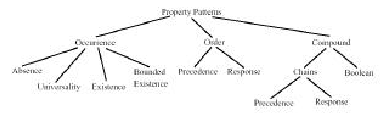 Property Patterns
Occurrence Order Compound
Absence Universality Existence Bounded Existence Precedence Response Chains Boolean
Precedence Response